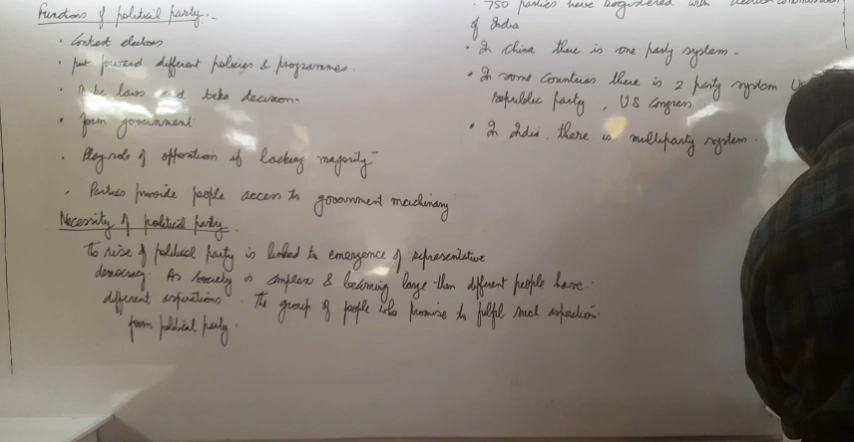 Functions of political party:-
· Contest elections
· put forward different policies & programmes.
· laws and take decision.
· form government
· Play role of opposition if lacking majority
· Parties provide people access to government machinary
Necessity of political party.
The rise of political party is linked to emergence of representative
democracy. As society is complex & becoming large then different people have
different aspirations. The group of people who promise to fulfil such aspiration
form political party.
· 750 parties have registered with
of India
· In China there is one party system.
· In some countries there is 2 party system
republic party, US Congress
· In India there is multiparty system.